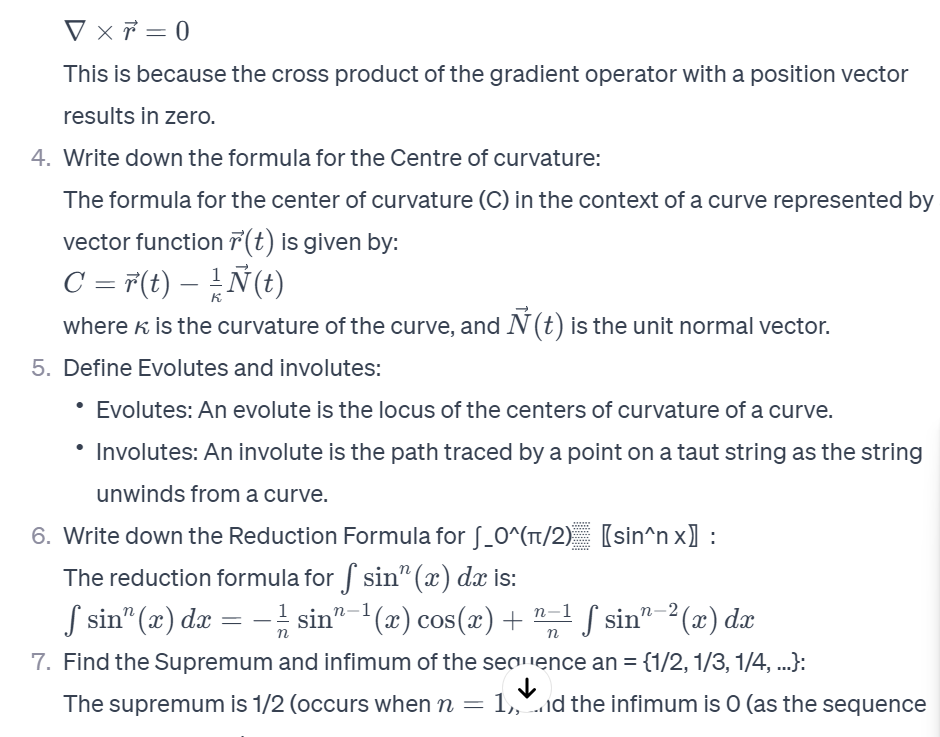 ∇ × r⃗ = 0
This is because the cross product of the gradient operator with a position vector
results in zero.
4. Write down the formula for the Centre of curvature:
The formula for the center of curvature (C) in the context of a curve represented by
vector function r⃗(t) is given by:
C = r⃗(t) − 1/κ N⃗(t)
where κ is the curvature of the curve, and N⃗(t) is the unit normal vector.
5. Define Evolutes and involutes:
• Evolutes: An evolute is the locus of the centers of curvature of a curve.
• Involutes: An involute is the path traced by a point on a taut string as the string
unwinds from a curve.
6. Write down the Reduction Formula for ∫_0^(π/2)▒〖sin^n x〗 :
The reduction formula for ∫ sinⁿ(x) dx is:
∫ sinⁿ(x) dx = −1/n sinⁿ⁻¹(x) cos(x) + (n−1)/n ∫ sinⁿ⁻²(x) dx
7. Find the Supremum and infimum of the sequence an = {1/2, 1/3, 1/4, ...}:
The supremum is 1/2 (occurs when n = 1), and the infimum is 0 (as the sequence